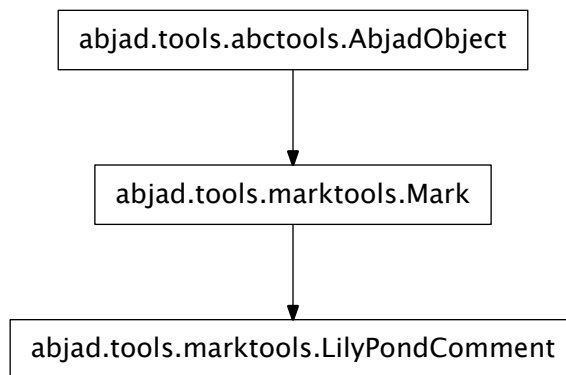 abjad.tools.abctools.AbjadObject
abjad.tools.marktools.Mark
abjad.tools.marktools.LilyPondComment